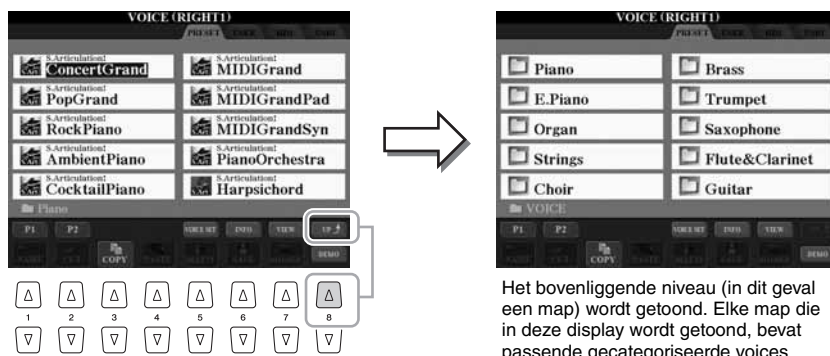 VOICE (RIGHT1)
PRESET USER
S.Articulation!
ConcertGrand
S.Articulation!
MIDIGrand
S.Articulation!
PopGrand
S.Articulation!
MIDIGrandPad
S.Articulation!
RockPiano
S.Articulation!
MIDIGrandSyn
S.Articulation!
AmbientPiano
S.Articulation!
PianoOrchestra
S.Articulation!
CocktailPiano
S.Articulation!
Harpsichord
Piano
P1 P2 VOICE SET INFO VIEW UP
COPY DEMO
1 2 3 4 5 6 7 8
VOICE (RIGHT1)
PRESET USER
Piano
Brass
E.Piano
Trumpet
Organ
Saxophone
Strings
Flute&Clarinet
Choir
Guitar
VOICE
P1 P2 VOICE SET INFO VIEW
COPY DEMO
Het bovenliggende niveau (in dit geval
een map) wordt getoond. Elke map die
in deze display wordt getoond, bevat
passende gecategoriseerde voices